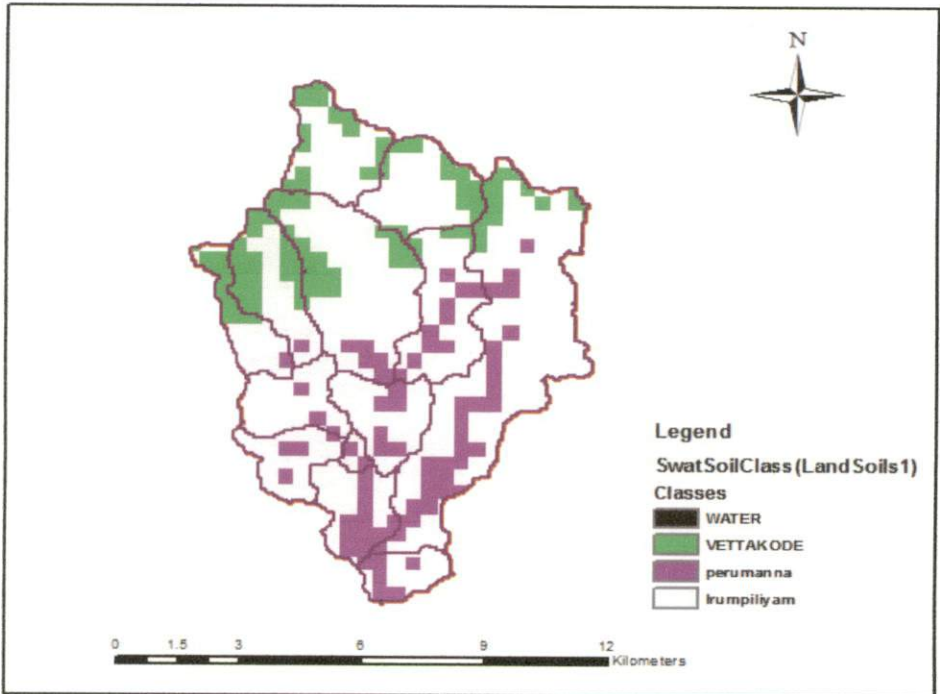 N
Legend
SwatSoilClass(LandSoils1)
Classes
WATER
VETTAKODE
perumanna
Irumpiliyam
0 1.5 3 6 9 12
Kilometers